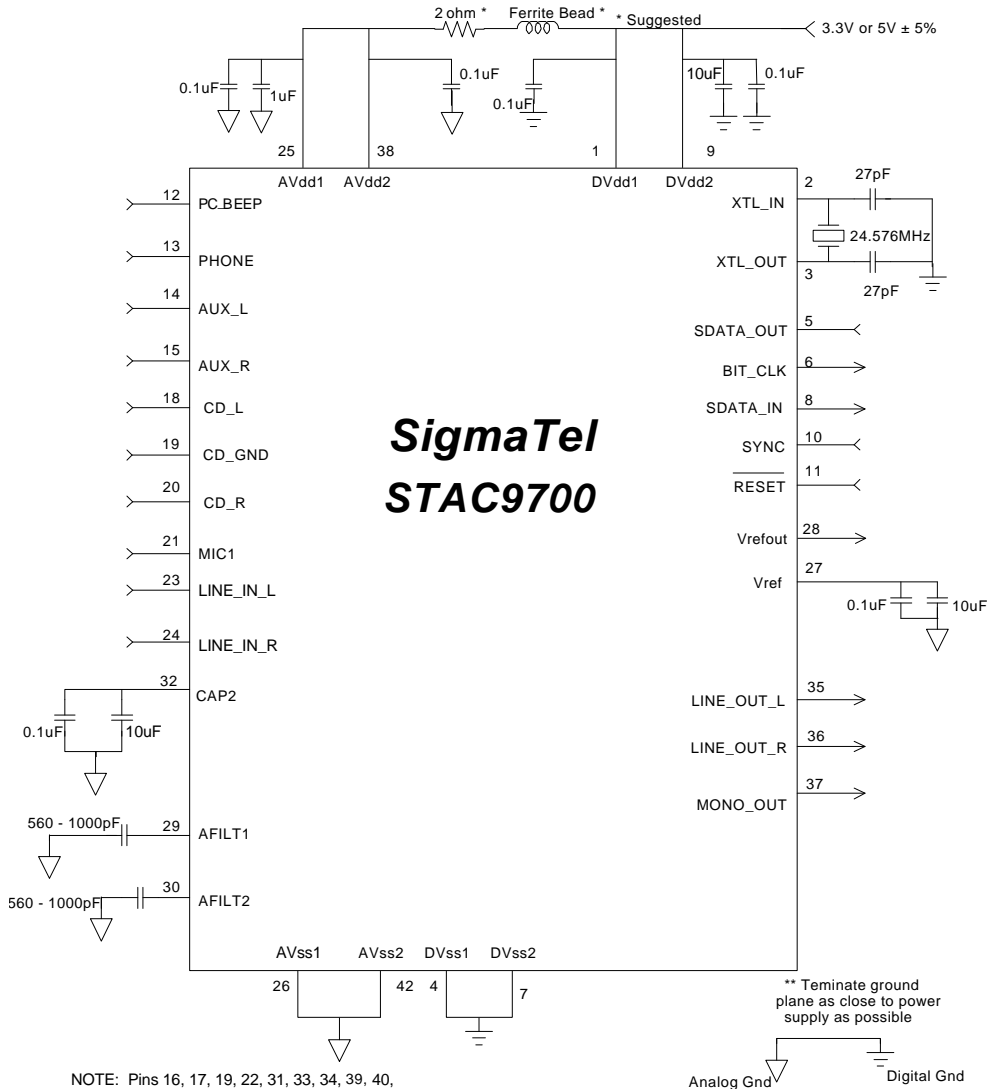 2 ohm * Ferrite Bead * * Suggested
3.3V or 5V ± 5%
0.1uF 1uF 0.1uF 0.1uF 10uF 0.1uF
25 38 1 9
AVdd1 AVdd2 DVdd1 DVdd2
12 PC_BEEP
13 PHONE
14 AUX_L
15 AUX_R
18 CD_L
19 CD_GND
20 CD_R
21 MIC1
23 LINE_IN_L
24 LINE_IN_R
32 CAP2
0.1uF 10uF
560 - 1000pF 29 AFILT1
560 - 1000pF 30 AFILT2
SigmaTel
STAC9700
2 27pF
XTL_IN
24.576MHz
XTL_OUT
3 27pF
SDATA_OUT 5
BIT_CLK 6
SDATA_IN 8
SYNC 10
RESET 11
Vrefout 28
Vref 27
0.1uF 10uF
LINE_OUT_L 35
LINE_OUT_R 36
MONO_OUT 37
AVss1 AVss2 DVss1 DVss2
26 42 4 7
** Teminate ground
plane as close to power
supply as possible
Analog Gnd Digital Gnd
NOTE: Pins 16, 17, 19, 22, 31, 33, 34, 39, 40,